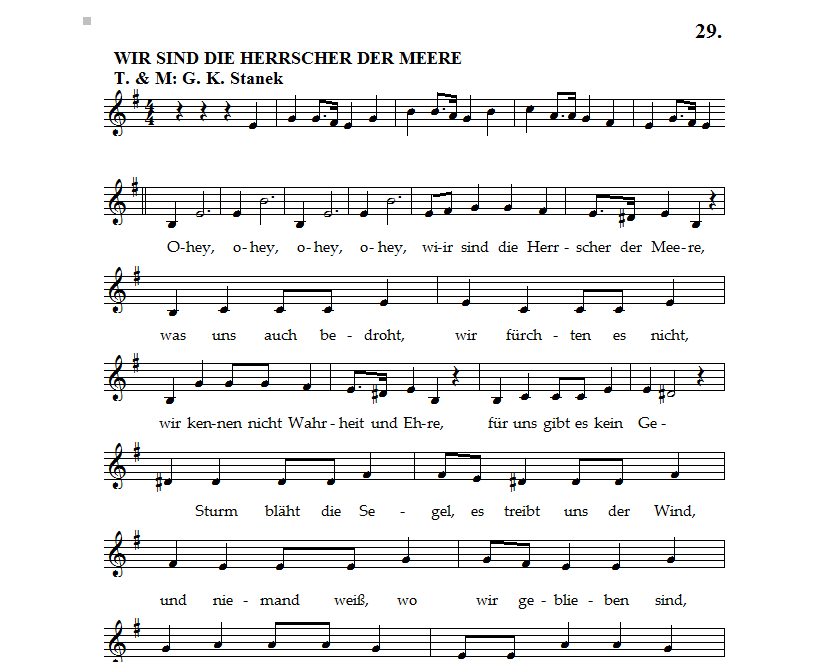 29.
WIR SIND DIE HERRSCHER DER MEERE
T. & M: G. K. Stanek
4
4
O-hey, o-hey, o-hey, o-hey, wi-ir sind die Herr - scher der Mee-re,
was uns auch be - droht, wir fürch - ten es nicht,
wir ken-nen nicht Wahr-heit und Eh-re, für uns gibt es kein Ge -
Sturm bläht die Se - gel, es treibt uns der Wind,
und nie - mand weiß, wo wir ge - blie - ben sind,